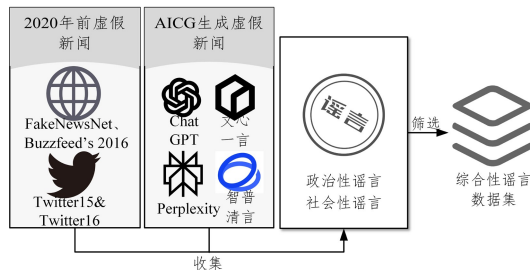 2020年前虚假
新闻
FakeNewsNet、
Buzzfeed's 2016
Twitter15&
Twitter16
AICG生成虚假
新闻
Chat
GPT
文心
一言
Perplexity
智普
清言
谣言
政治性谣言
社会性谣言
筛选
综合性谣言
数据集
收集